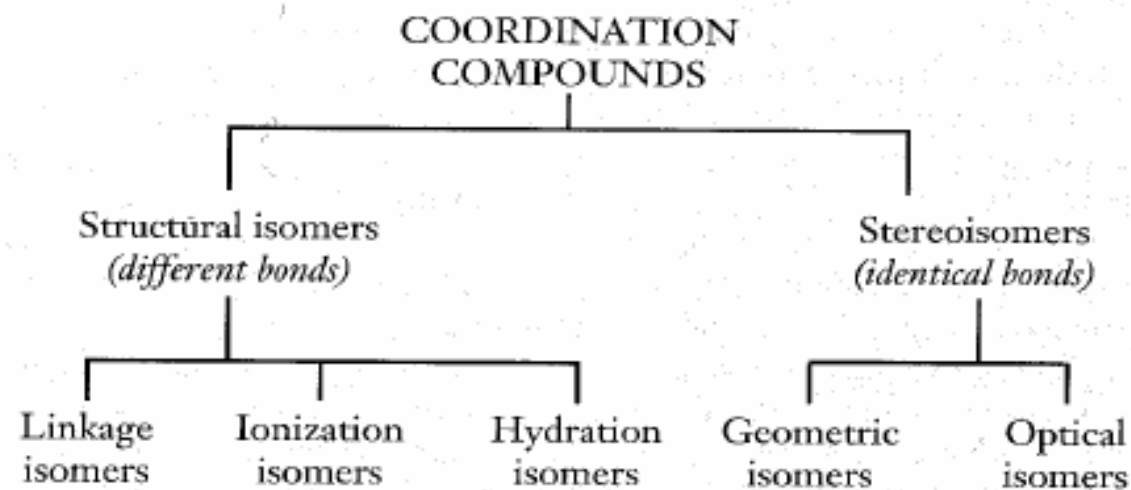 COORDINATION
COMPOUNDS
Structural isomers
(different bonds)
Stereoisomers
(identical bonds)
Linkage
isomers
Ionization
isomers
Hydration
isomers
Geometric
isomers
Optical
isomers